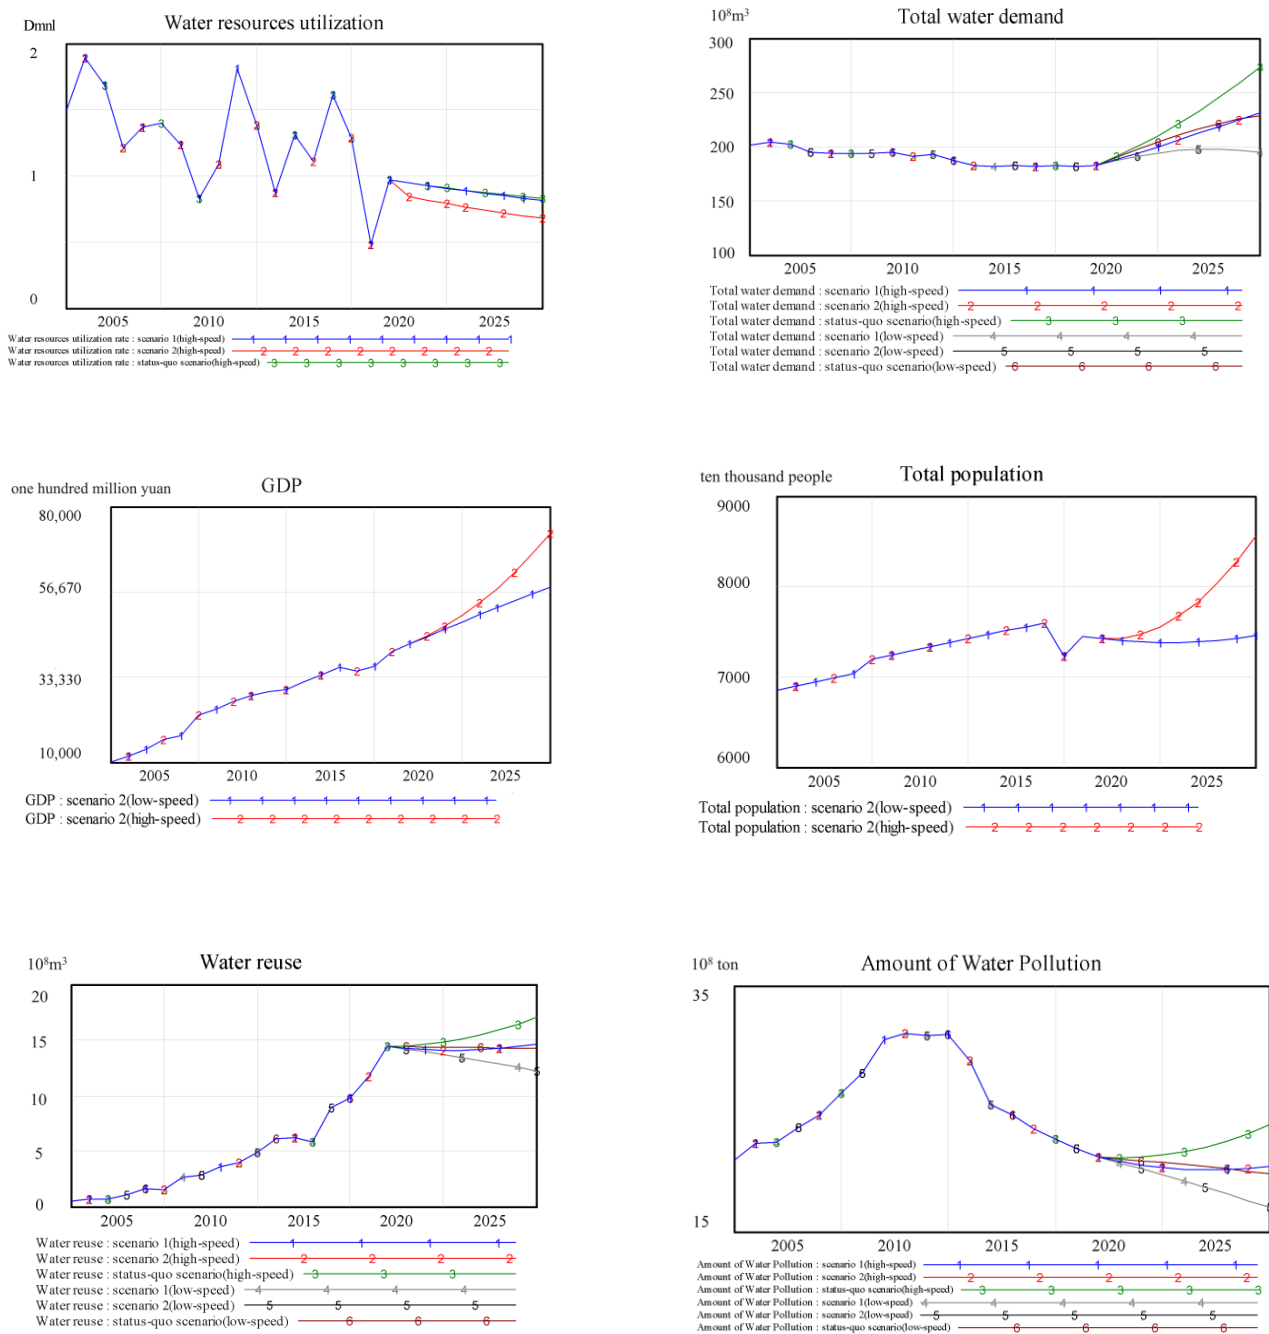 Dmnl
Water resources utilization
2
1
0
2005 2010 2015 2020 2025
Water resources utilization rate : scenario 1(high-speed)
Water resources utilization rate : scenario 2(high-speed)
Water resources utilization rate : status-quo scenario(high-speed)
10⁸m³
Total water demand
300
250
200
150
100
2005 2010 2015 2020 2025
Total water demand : scenario 1(high-speed)
Total water demand : scenario 2(high-speed)
Total water demand : status-quo scenario(high-speed)
Total water demand : scenario 1(low-speed)
Total water demand : scenario 2(low-speed)
Total water demand : status-quo scenario(low-speed)
one hundred million yuan
GDP
80,000
56,670
33,330
10,000
2005 2010 2015 2020 2025
GDP : scenario 2(low-speed)
GDP : scenario 2(high-speed)
ten thousand people
Total population
9000
8000
7000
6000
2005 2010 2015 2020 2025
Total population : scenario 2(low-speed)
Total population : scenario 2(high-speed)
10⁸m³
Water reuse
20
15
10
5
0
2005 2010 2015 2020 2025
Water reuse : scenario 1(high-speed)
Water reuse : scenario 2(high-speed)
Water reuse : status-quo scenario(high-speed)
Water reuse : scenario 1(low-speed)
Water reuse : scenario 2(low-speed)
Water reuse : status-quo scenario(low-speed)
10⁸ ton
Amount of Water Pollution
35
15
2005 2010 2015 2020 2025
Amount of Water Pollution : scenario 1(high-speed)
Amount of Water Pollution : scenario 2(high-speed)
Amount of Water Pollution : status-quo scenario(high-speed)
Amount of Water Pollution : scenario 1(low-speed)
Amount of Water Pollution : scenario 2(low-speed)
Amount of Water Pollution : status-quo scenario(low-speed)